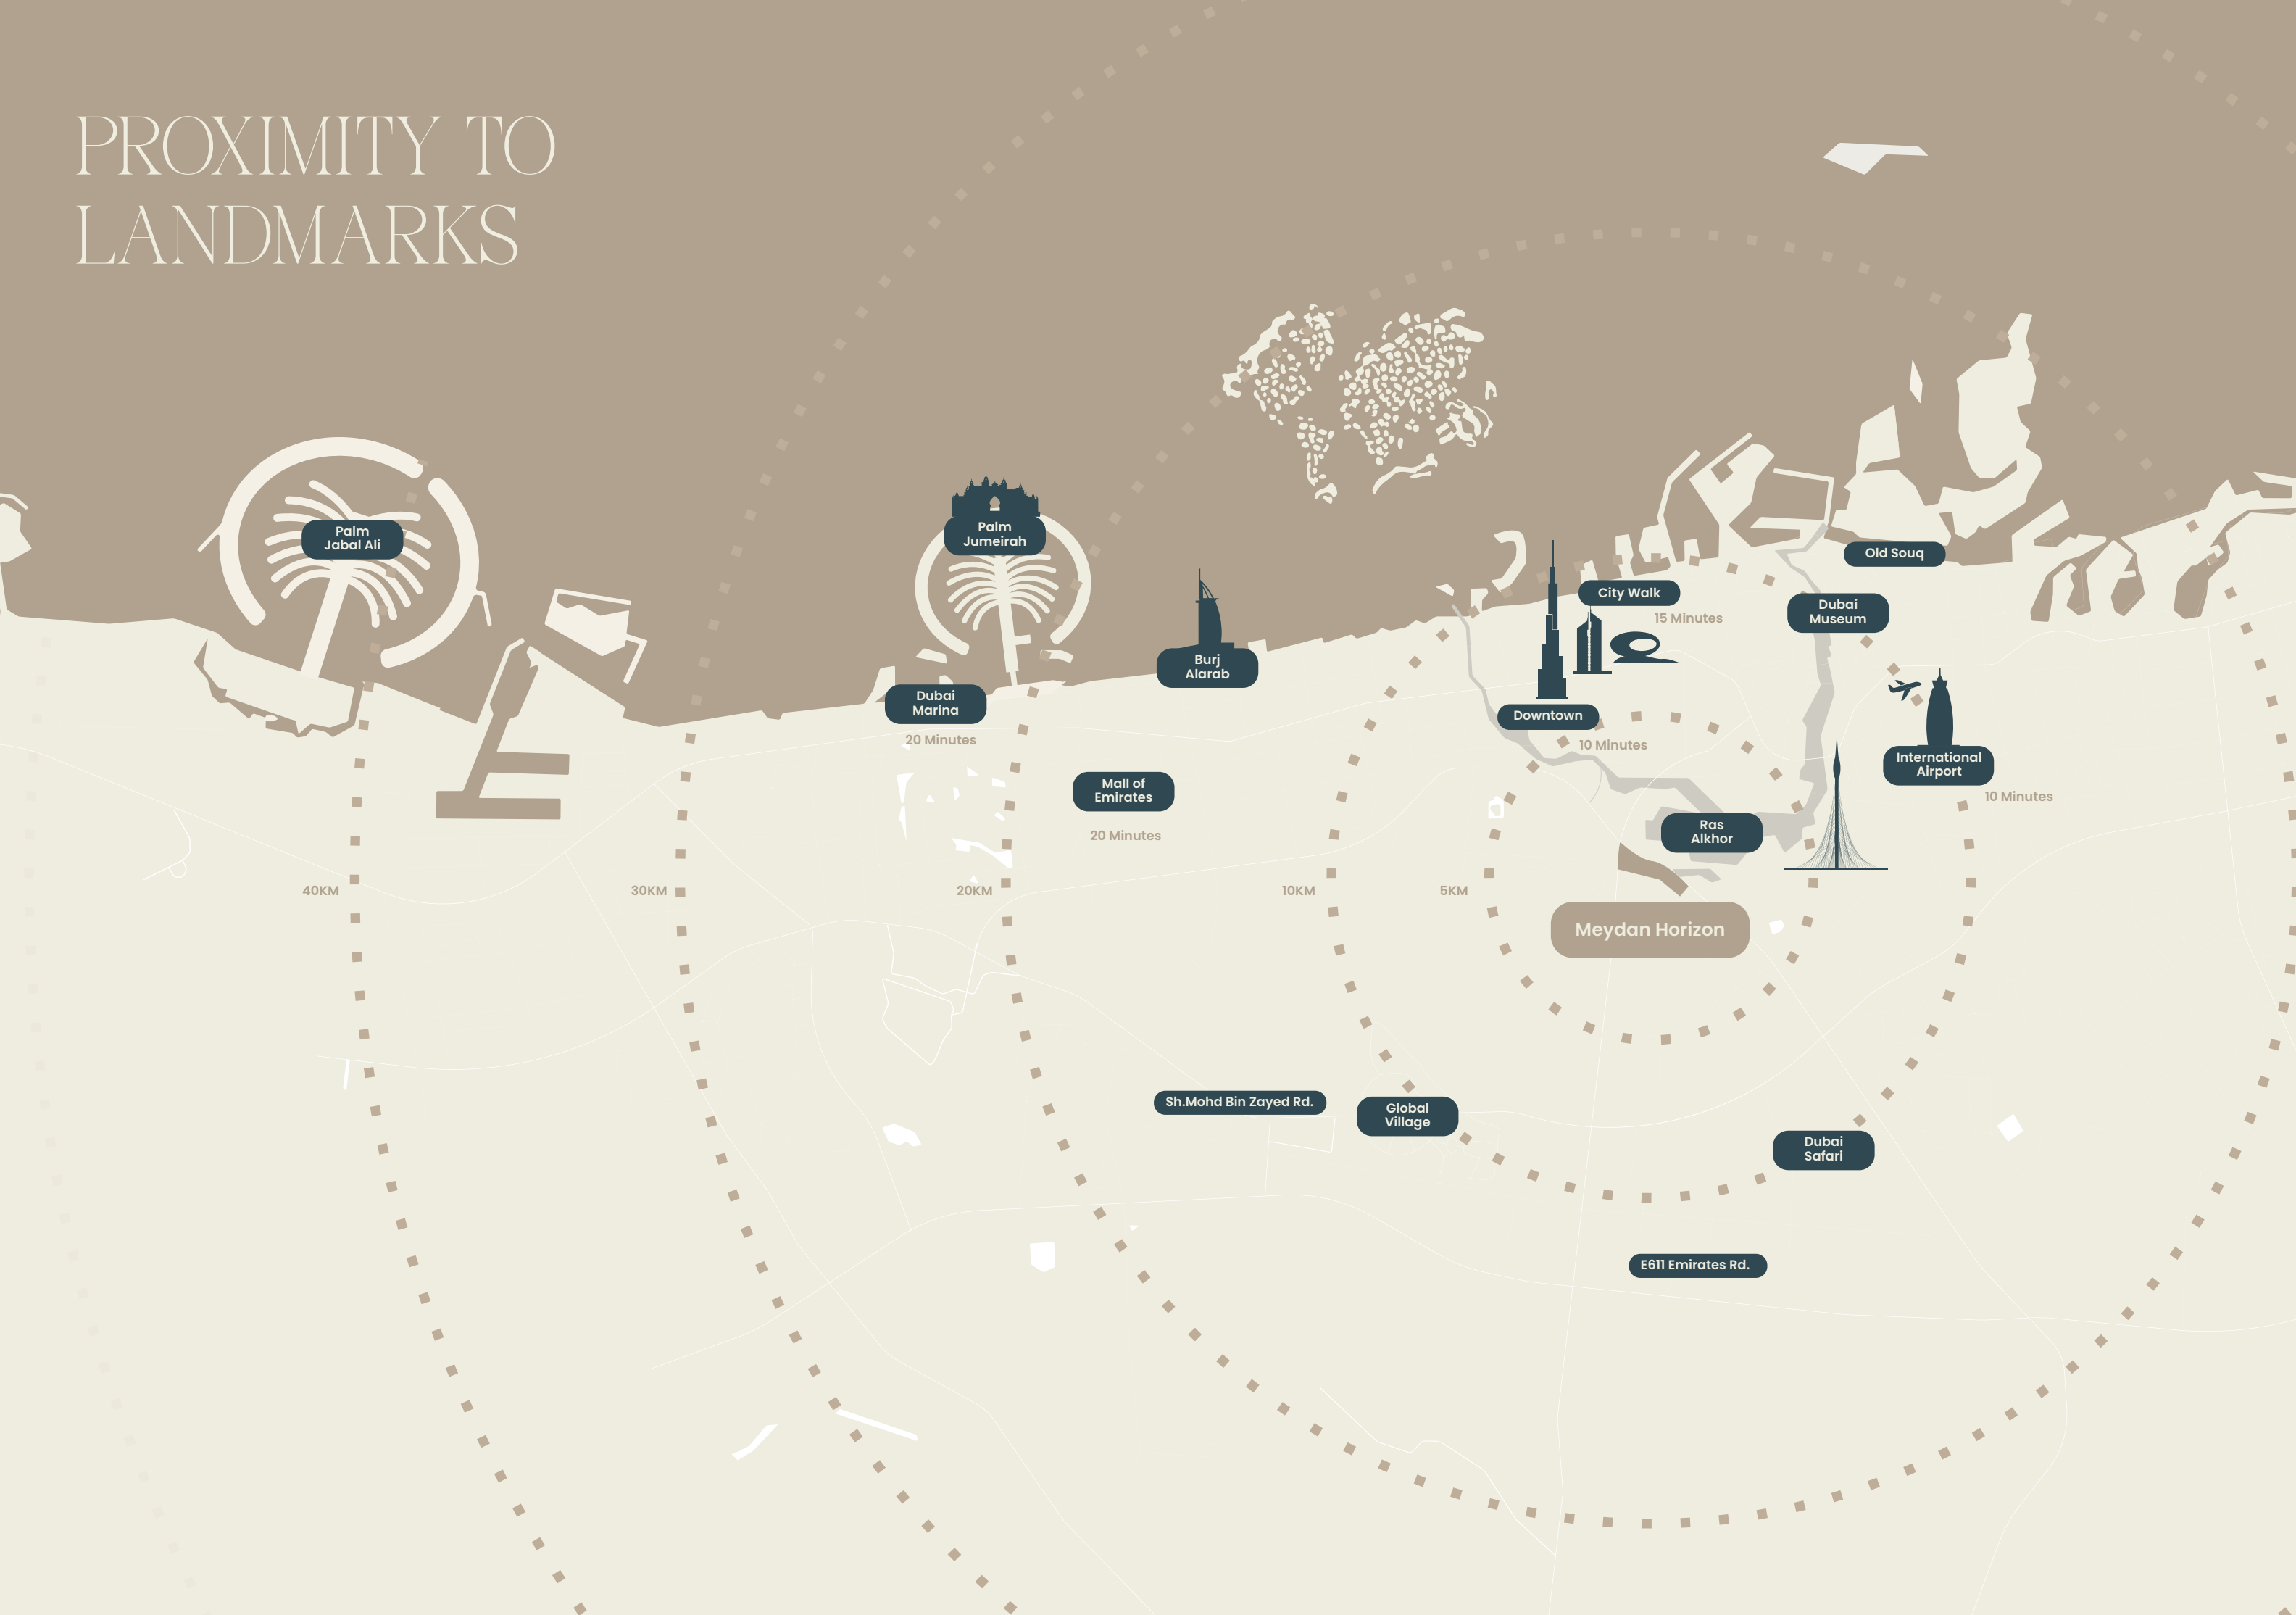 PROXIMITY TO
LANDMARKS
Palm
Jabal Ali
Palm
Jumeirah
Burj
Alarab
Dubai
Marina
20 Minutes
Mall of
Emirates
20 Minutes
City Walk
15 Minutes
Old Souq
Dubai
Museum
Downtown
10 Minutes
International
Airport
10 Minutes
Ras
Alkhor
40KM
30KM
20KM
10KM
5KM
Meydan Horizon
Sh.Mohd Bin Zayed Rd.
Global
Village
Dubai
Safari
E611 Emirates Rd.